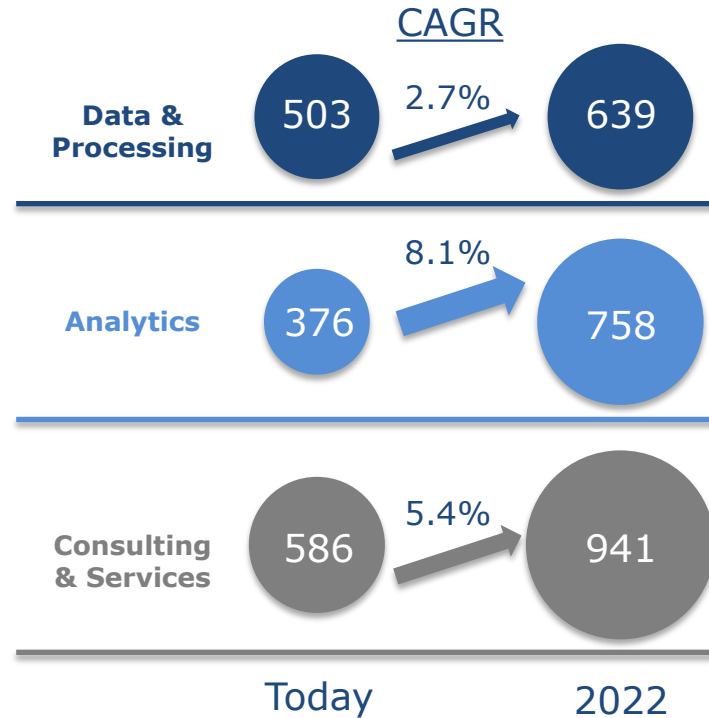 CAGR
Data &
Processing
503
2.7%
639
Analytics
376
8.1%
758
Consulting
& Services
586
5.4%
941
Today
2022